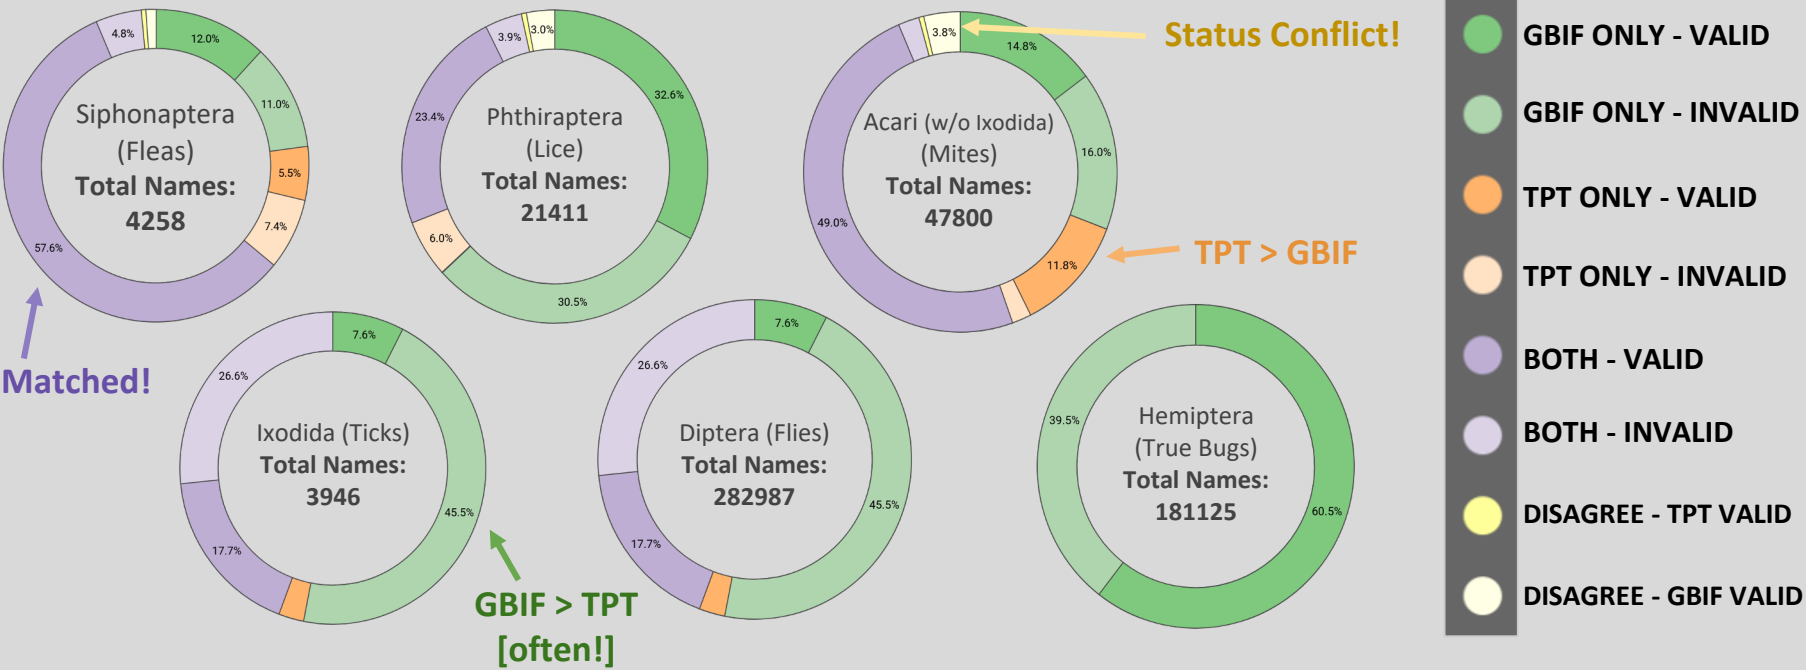 12.0%
11.0%
5.5%
7.4%
57.6%
4.8%
Siphonaptera
(Fleas)
Total Names:
4258
Matched!
32.6%
30.5%
6.0%
23.4%
3.9%
3.0%
Phthiraptera
(Lice)
Total Names:
21411
14.8%
16.0%
11.8%
49.0%
3.8%
Acari (w/o Ixodida)
(Mites)
Total Names:
47800
Status Conflict!
TPT > GBIF
7.6%
45.5%
17.7%
26.6%
Ixodida (Ticks)
Total Names:
3946
GBIF > TPT
[often!]
7.6%
45.5%
17.7%
26.6%
Diptera (Flies)
Total Names:
282987
60.5%
39.5%
Hemiptera
(True Bugs)
Total Names:
181125
GBIF ONLY - VALID
GBIF ONLY - INVALID
TPT ONLY - VALID
TPT ONLY - INVALID
BOTH - VALID
BOTH - INVALID
DISAGREE - TPT VALID
DISAGREE - GBIF VALID